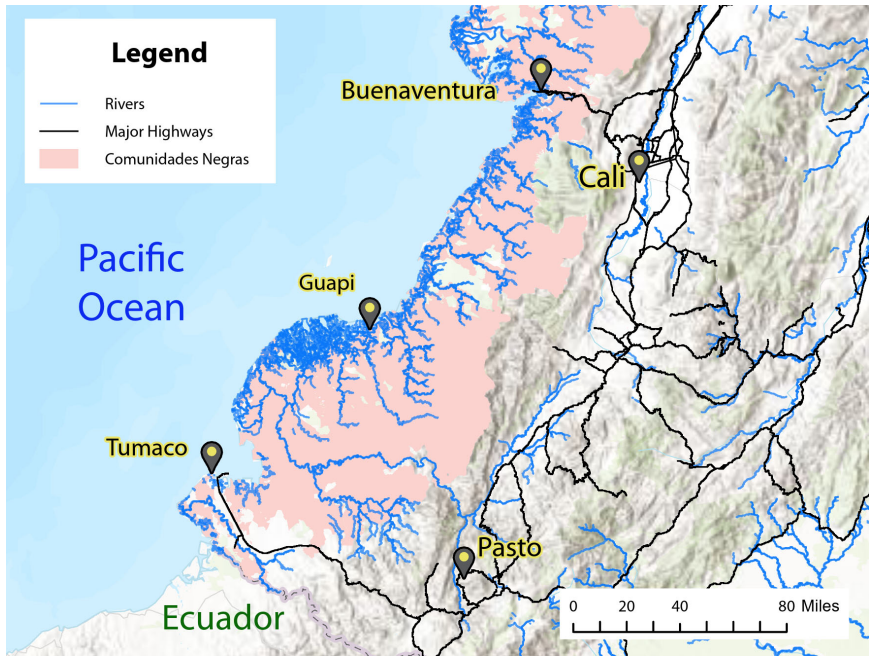 Legend
Rivers
Major Highways
Comunidades Negras
Buenaventura
Cali
Pacific
Ocean
Guapi
Tumaco
Pasto
Ecuador
0 20 40 80 Miles